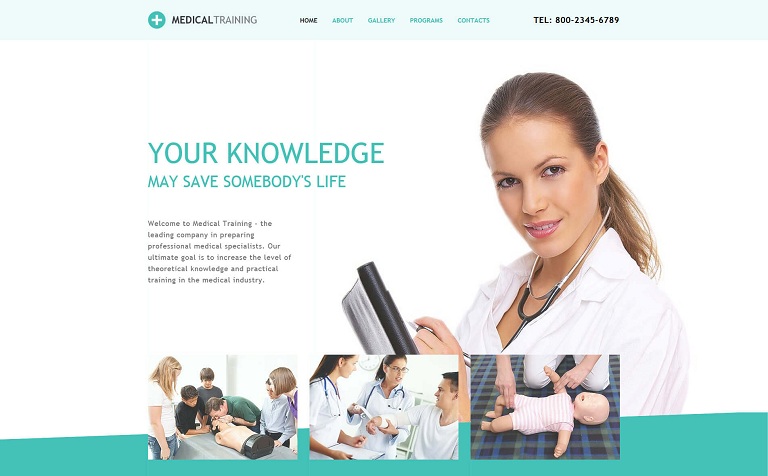 MEDICALTRAINING
HOME ABOUT GALLERY PROGRAMS CONTACTS
TEL: 800-2345-6789
YOUR KNOWLEDGE
MAY SAVE SOMEBODY'S LIFE
Welcome to Medical Training - the
leading company in preparing
professional medical specialists. Our
ultimate goal is to increase the level of
theoretical knowledge and practical
training in the medical industry.